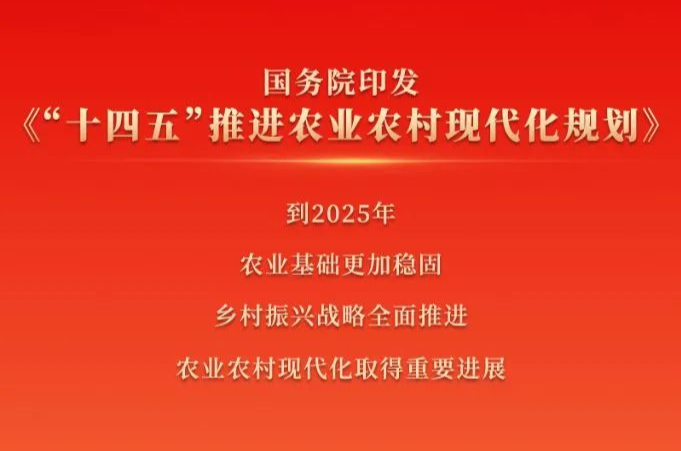 国务院印发
《“十四五”推进农业农村现代化规划》
到2025年
农业基础更加稳固
乡村振兴战略全面推进
农业农村现代化取得重要进展